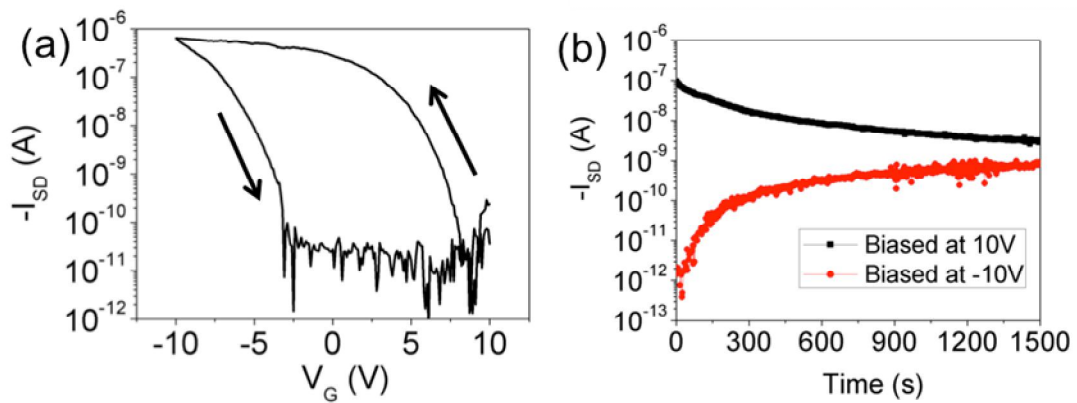 (a)
-I_SD (A)
10^-6
10^-7
10^-8
10^-9
10^-10
10^-11
10^-12
-10 -5 0 5 10
V_G (V)
(b)
-I_SD (A)
10^-6
10^-7
10^-8
10^-9
10^-10
10^-11
10^-12
10^-13
Biased at 10V
Biased at -10V
0 300 600 900 1200 1500
Time (s)